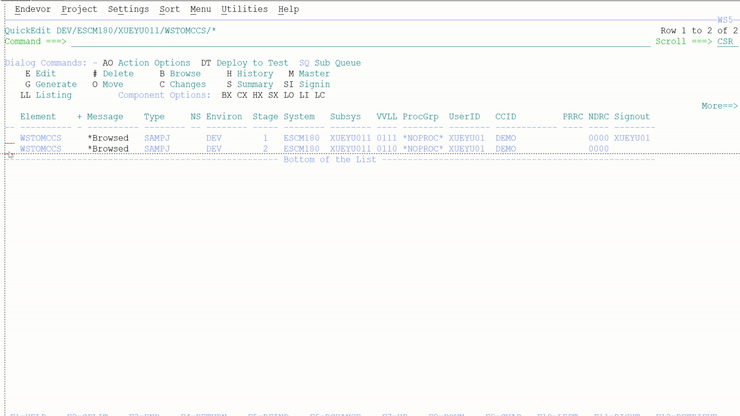 Endevor Project Settings Sort Menu Utilities Help
WS5
QuickEdit DEV/ESCM180/XUEYU011/WSTOMCCS/* Row 1 to 2 of 2
Command ===> Scroll ===> CSR
Dialog Commands: - AO Action Options DT Deploy to Test SQ Sub Queue
E Edit # Delete B Browse H History M Master
G Generate O Move C Changes S Summary SI Signin
LL Listing Component Options: BX CX HX SX LO LI LC
More==>
Element + Message Type NS Environ Stage System Subsys VVLL ProcGrp UserID CCID PRRC NDRC Signout
WSTOMCCS *Browsed SAMPJ DEV 1 ESCM180 XUEYU011 0111 *NOPROC* XUEYU01 DEMO 0000 XUEYU01
WSTOMCCS *Browsed SAMPJ DEV 2 ESCM180 XUEYU011 0110 *NOPROC* XUEYU01 DEMO 0000
Bottom of the List